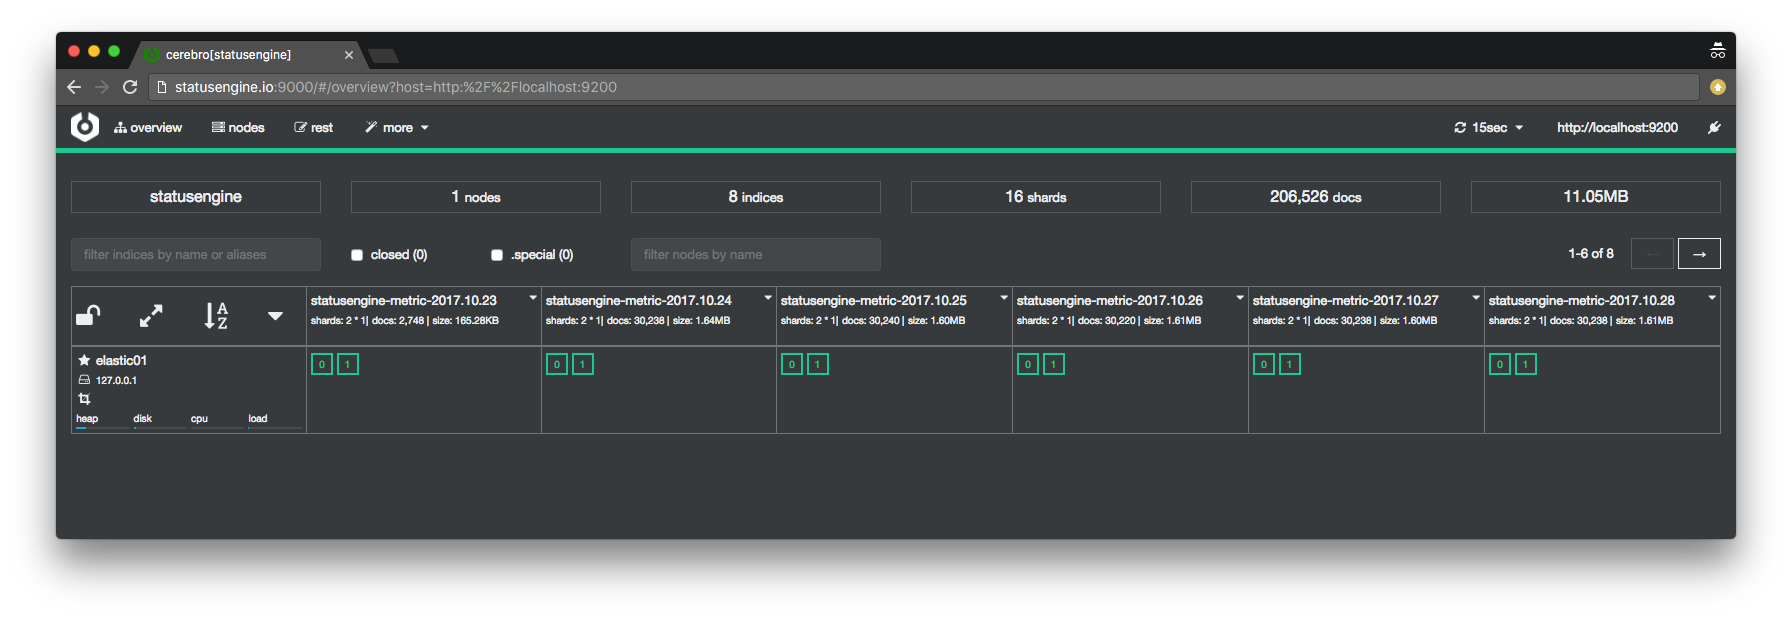 cerebro[statusengine]
statusengine.io:9000/#/overview?host=http:%2F%2Flocalhost:9200
overview nodes rest more 15sec http://localhost:9200
statusengine 1 nodes 8 indices 16 shards 206,526 docs 11.05MB
filter indices by name or aliases closed (0) .special (0) filter nodes by name 1-6 of 8 ← →
A
Z
statusengine-metric-2017.10.23 statusengine-metric-2017.10.24 statusengine-metric-2017.10.25 statusengine-metric-2017.10.26 statusengine-metric-2017.10.27 statusengine-metric-2017.10.28
shards: 2 * 1| docs: 2,748 | size: 165.28KB shards: 2 * 1| docs: 30,238 | size: 1.64MB shards: 2 * 1| docs: 30,240 | size: 1.60MB shards: 2 * 1| docs: 30,220 | size: 1.61MB shards: 2 * 1| docs: 30,238 | size: 1.60MB shards: 2 * 1| docs: 30,238 | size: 1.61MB
elastic01 0 1 0 1 0 1 0 1 0 1 0 1
127.0.0.1
heap disk cpu load